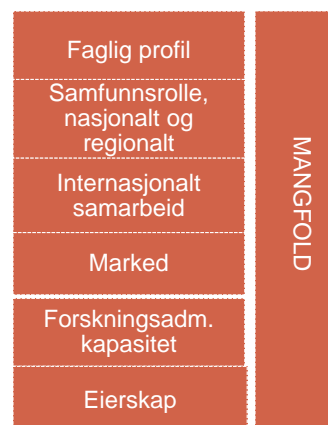 Faglig profil
Samfunnsrolle,
nasjonalt og
regionalt
Internasjonalt
samarbeid
Marked
Forskningsadm.
kapasitet
Eierskap
MANGFOLD